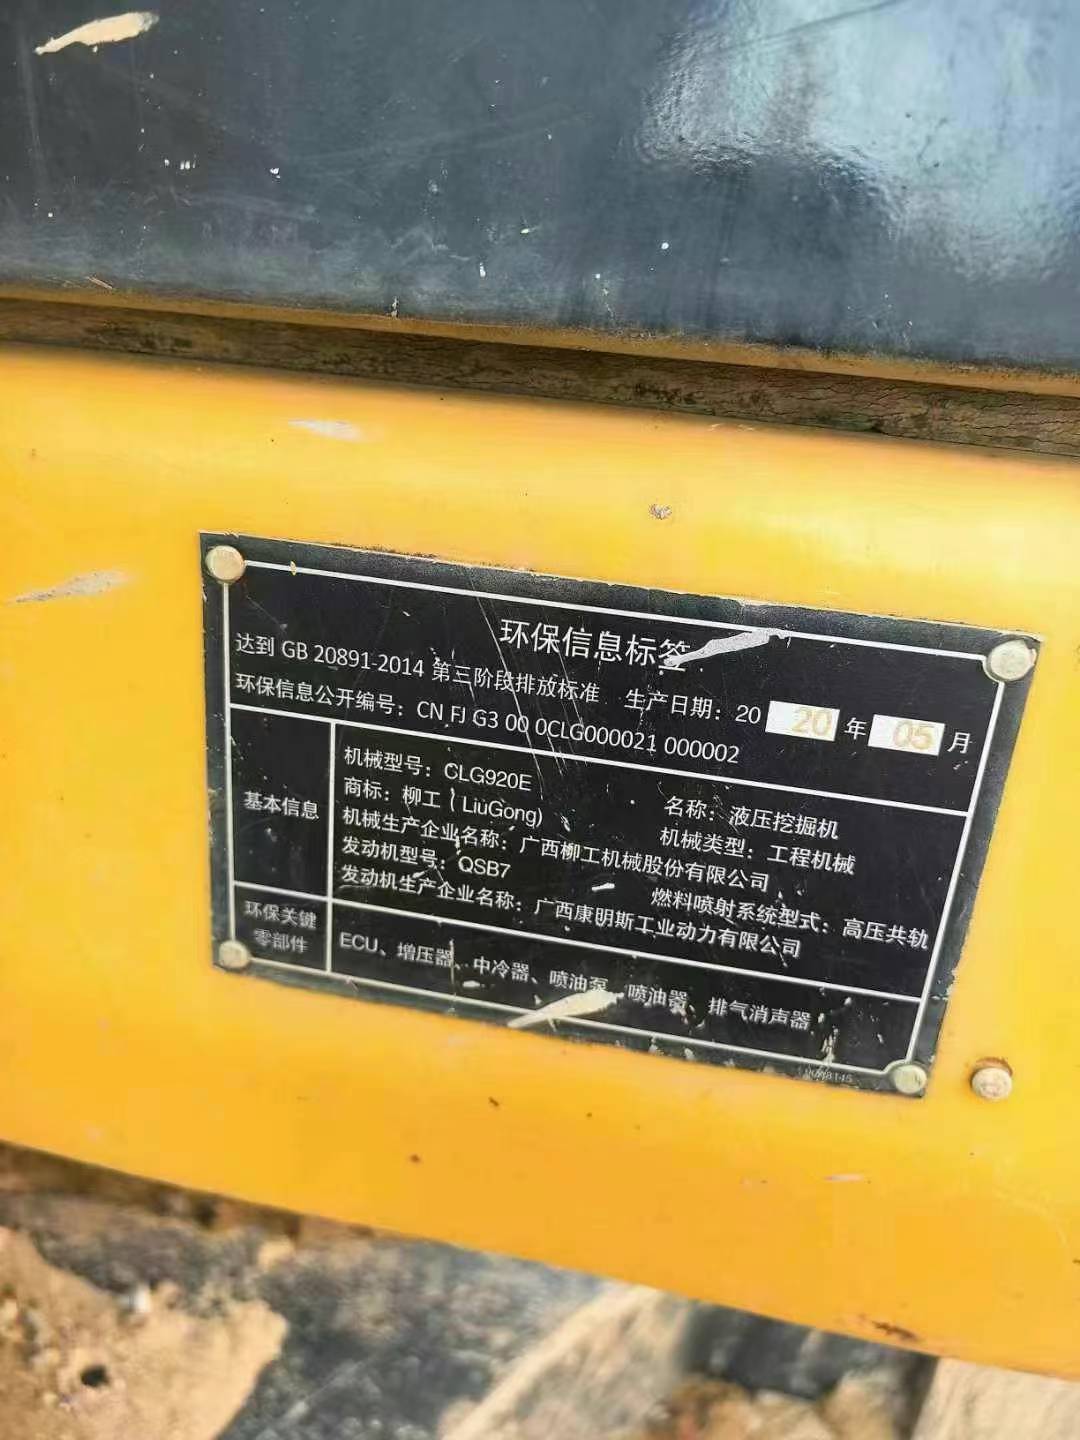 环保信息标签
达到 GB 20891-2014 第三阶段排放标准 生产日期：20 20 年 05 月
环保信息公开编号：CN FJ G3 00 0CLG000021 000002
基本信息
机械型号：CLG920E 名称：液压挖掘机
商标：柳工（LiuGong） 机械类型：工程机械
机械生产企业名称：广西柳工机械股份有限公司
发动机型号：QSB7 燃料喷射系统型式：高压共轨
发动机生产企业名称：广西康明斯工业动力有限公司
环保关键
零部件
ECU、增压器、中冷器、喷油泵、喷油器、排气消声器